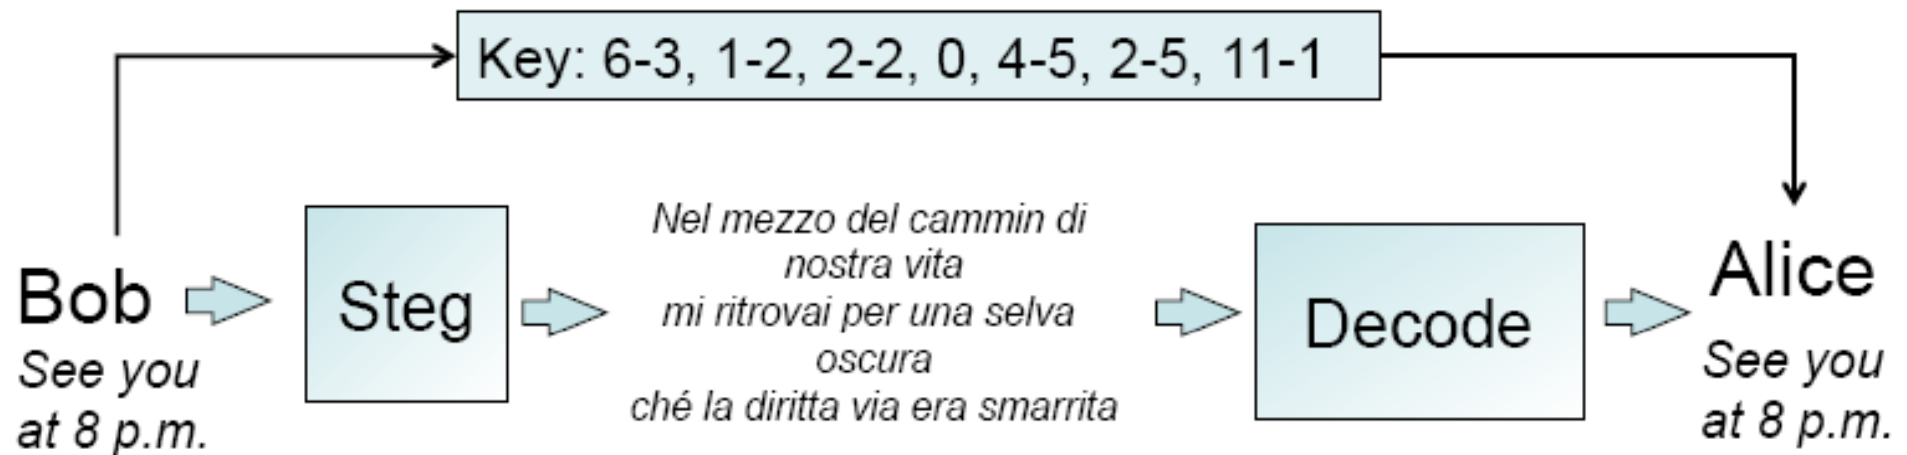 Key: 6-3, 1-2, 2-2, 0, 4-5, 2-5, 11-1
Bob
See you
at 8 p.m.
Steg
Nel mezzo del cammin di
nostra vita
mi ritrovai per una selva
oscura
ché la diritta via era smarrita
Decode
Alice
See you
at 8 p.m.